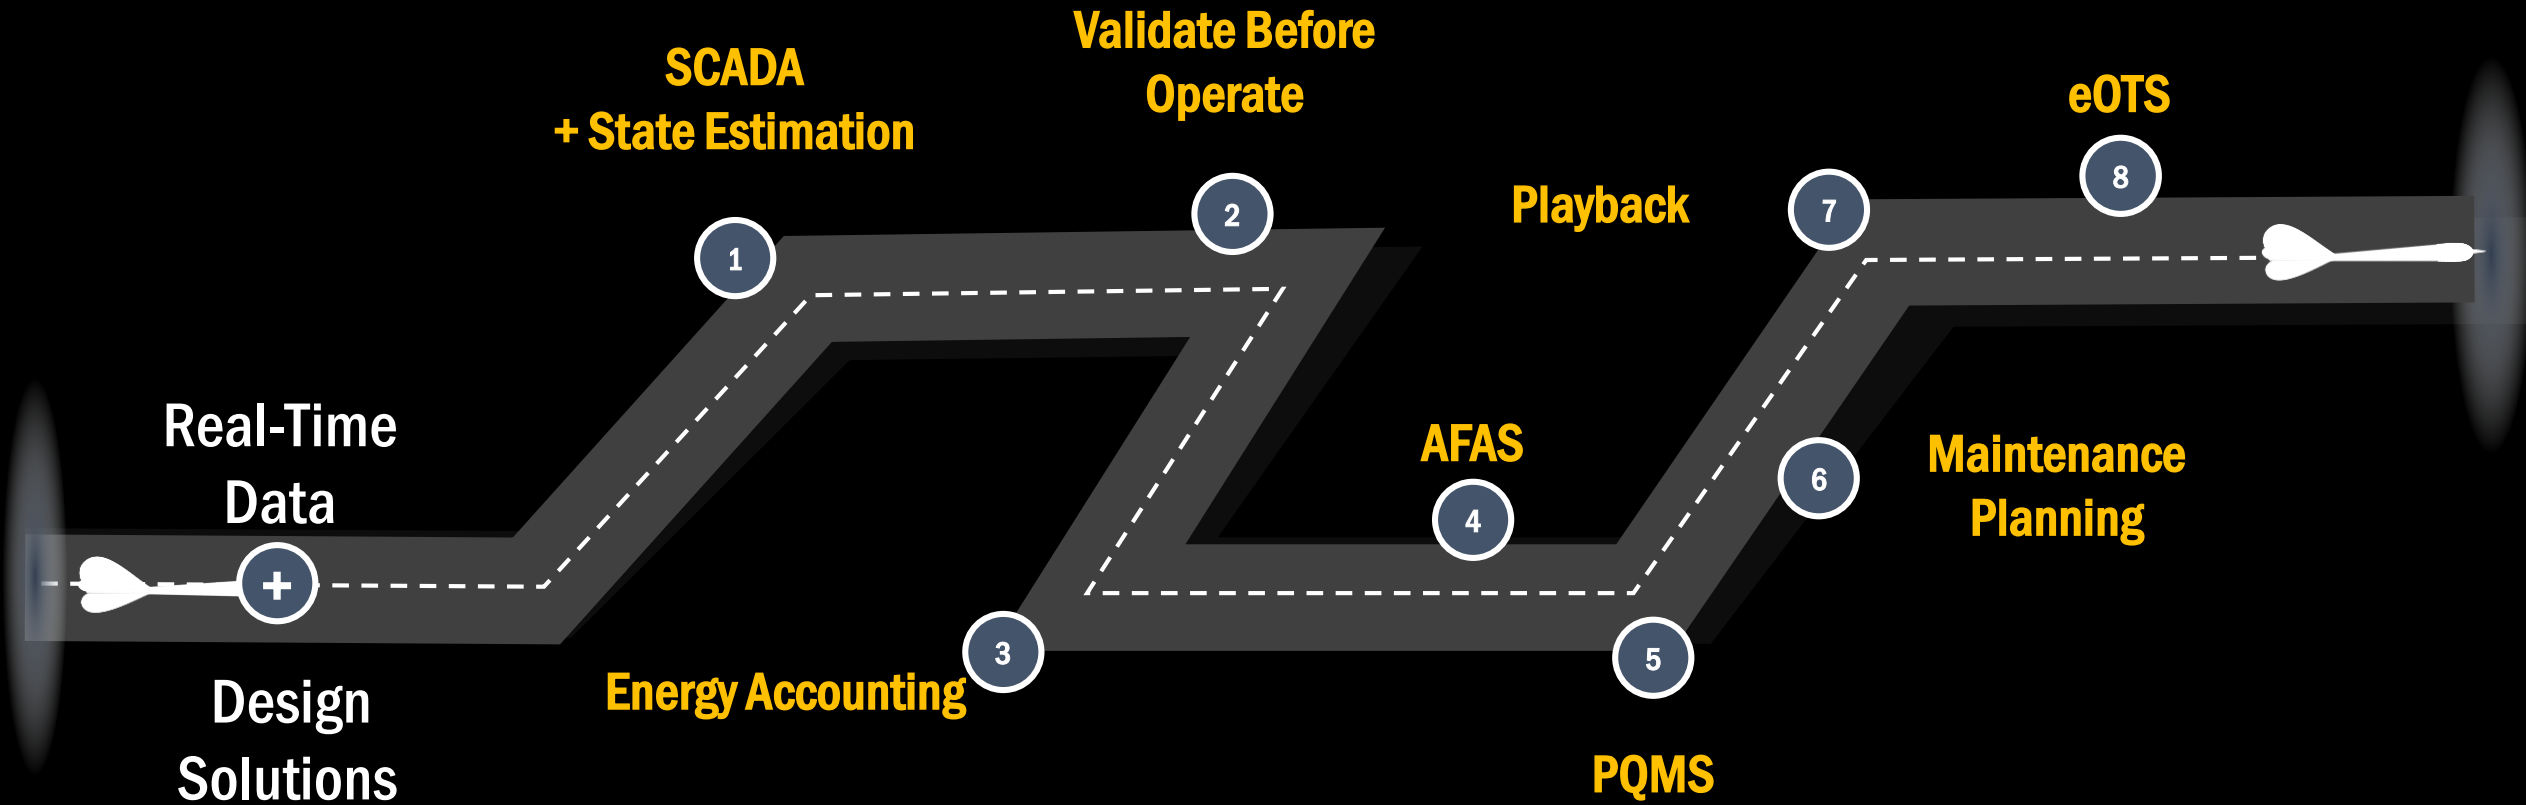 Real-Time
Data
+
Design
Solutions
SCADA
+ State Estimation
1
Validate Before
Operate
2
Energy Accounting
3
AFAS
4
PQMS
5
Maintenance
Planning
6
Playback
7
eOTS
8